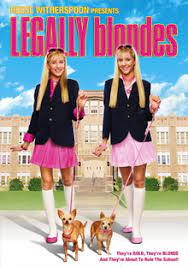 REESE WITHERSPOON PRESENTS
LEGALLY blondes
They're BOLD, They're BLONDE
And They're About To Rule The School!